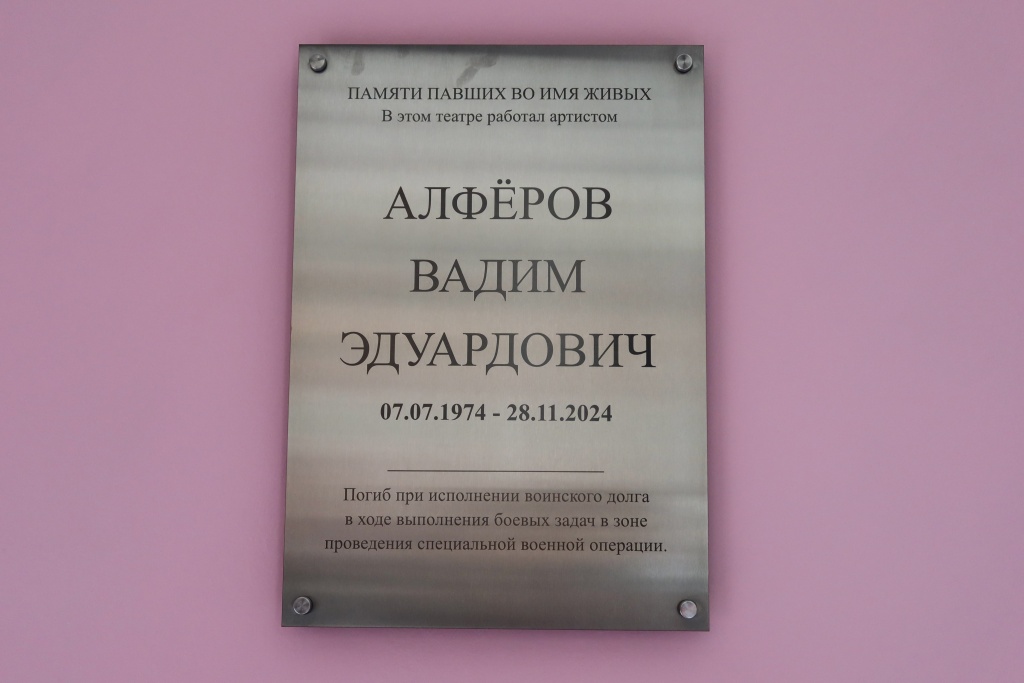 ПАМЯТИ ПАВШИХ ВО ИМЯ ЖИВЫХ
В этом театре работал артистом
АЛФЁРОВ
ВАДИМ
ЭДУАРДОВИЧ
07.07.1974 - 28.11.2024
Погиб при исполнении воинского долга
в ходе выполнения боевых задач в зоне
проведения специальной военной операции.